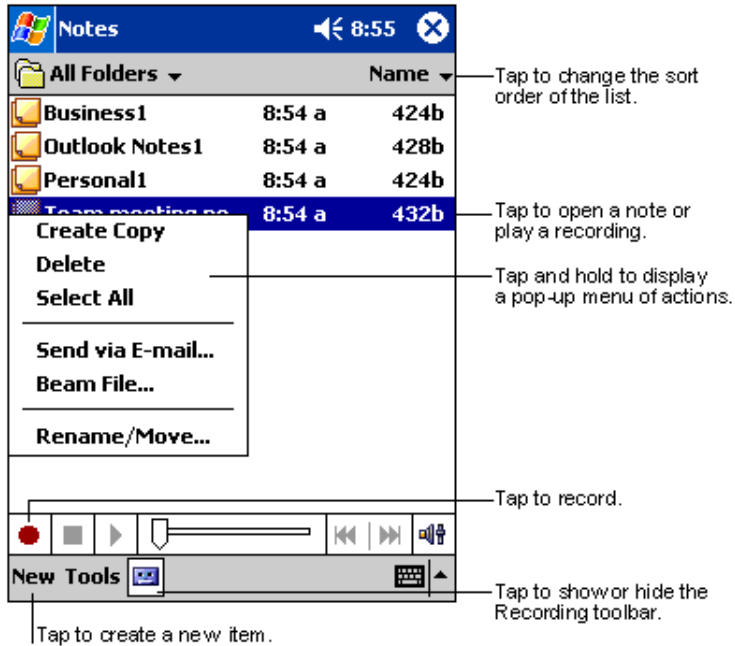 Notes 8:55
All Folders Name
Tap to change the sort
order of the list.
Business1 8:54 a 424b
Outlook Notes1 8:54 a 428b
Personal1 8:54 a 424b
Team meeting no... 8:54 a 432b
Tap to open a note or
play a recording.
Create Copy
Delete
Select All
Tap and hold to display
a pop-up menu of actions.
Send via E-mail...
Beam File...
Rename/Move...
Tap to record.
New Tools
Tap to show or hide the
Recording toolbar.
Tap to create a new item.